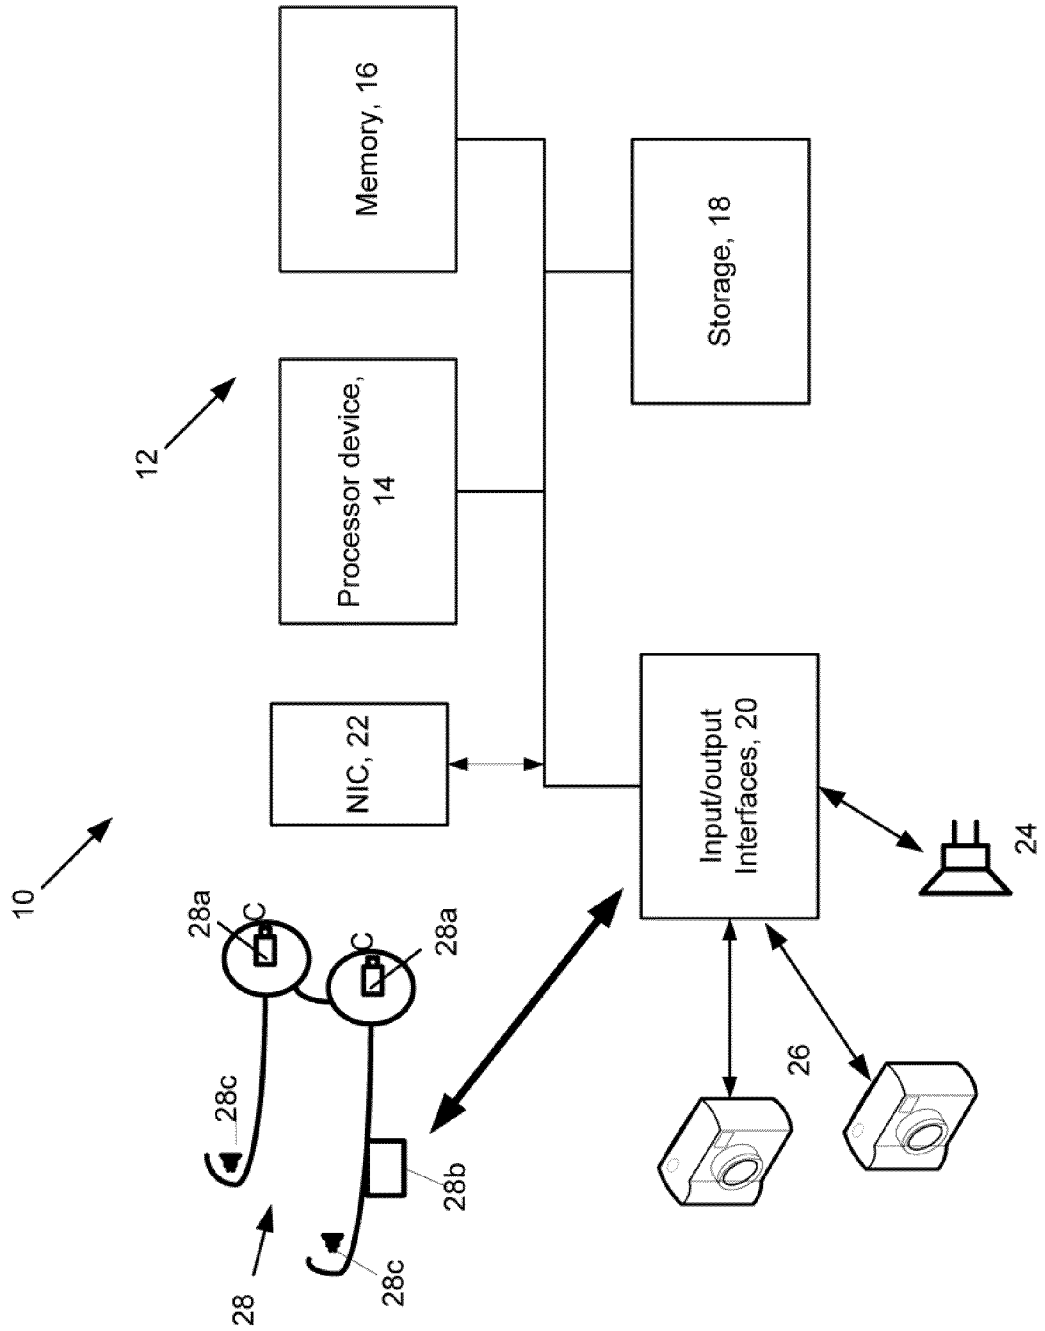 10
12
28a
C
28a
C
28c
28
28c
28b
NIC, 22
Processor device,
14
Memory, 16
Input/output
Interfaces, 20
Storage, 18
26
24